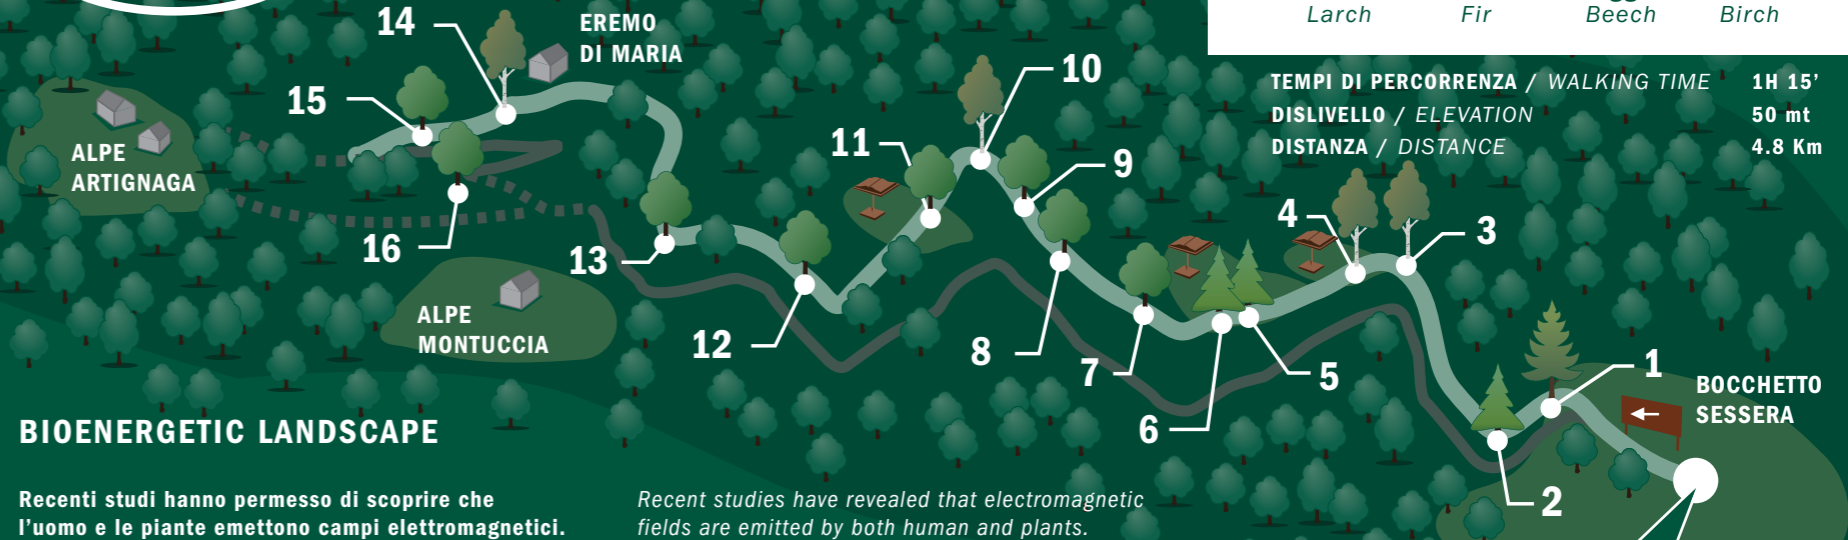 Larch Fir Beech Birch
TEMPI DI PERCORRENZA / WALKING TIME 1H 15'
DISLIVELLO / ELEVATION 50 mt
DISTANZA / DISTANCE 4.8 Km
14
EREMO
DI MARIA
15
10
11
9
ALPE
ARTIGNAGA
4
3
16
13
ALPE
MONTUCCIA
12
8
7
5
6
1
BOCCHETTO
SESSERA
2
BIOENERGETIC LANDSCAPE
Recenti studi hanno permesso di scoprire che
l'uomo e le piante emettono campi elettromagnetici.
Recent studies have revealed that electromagnetic
fields are emitted by both human and plants.